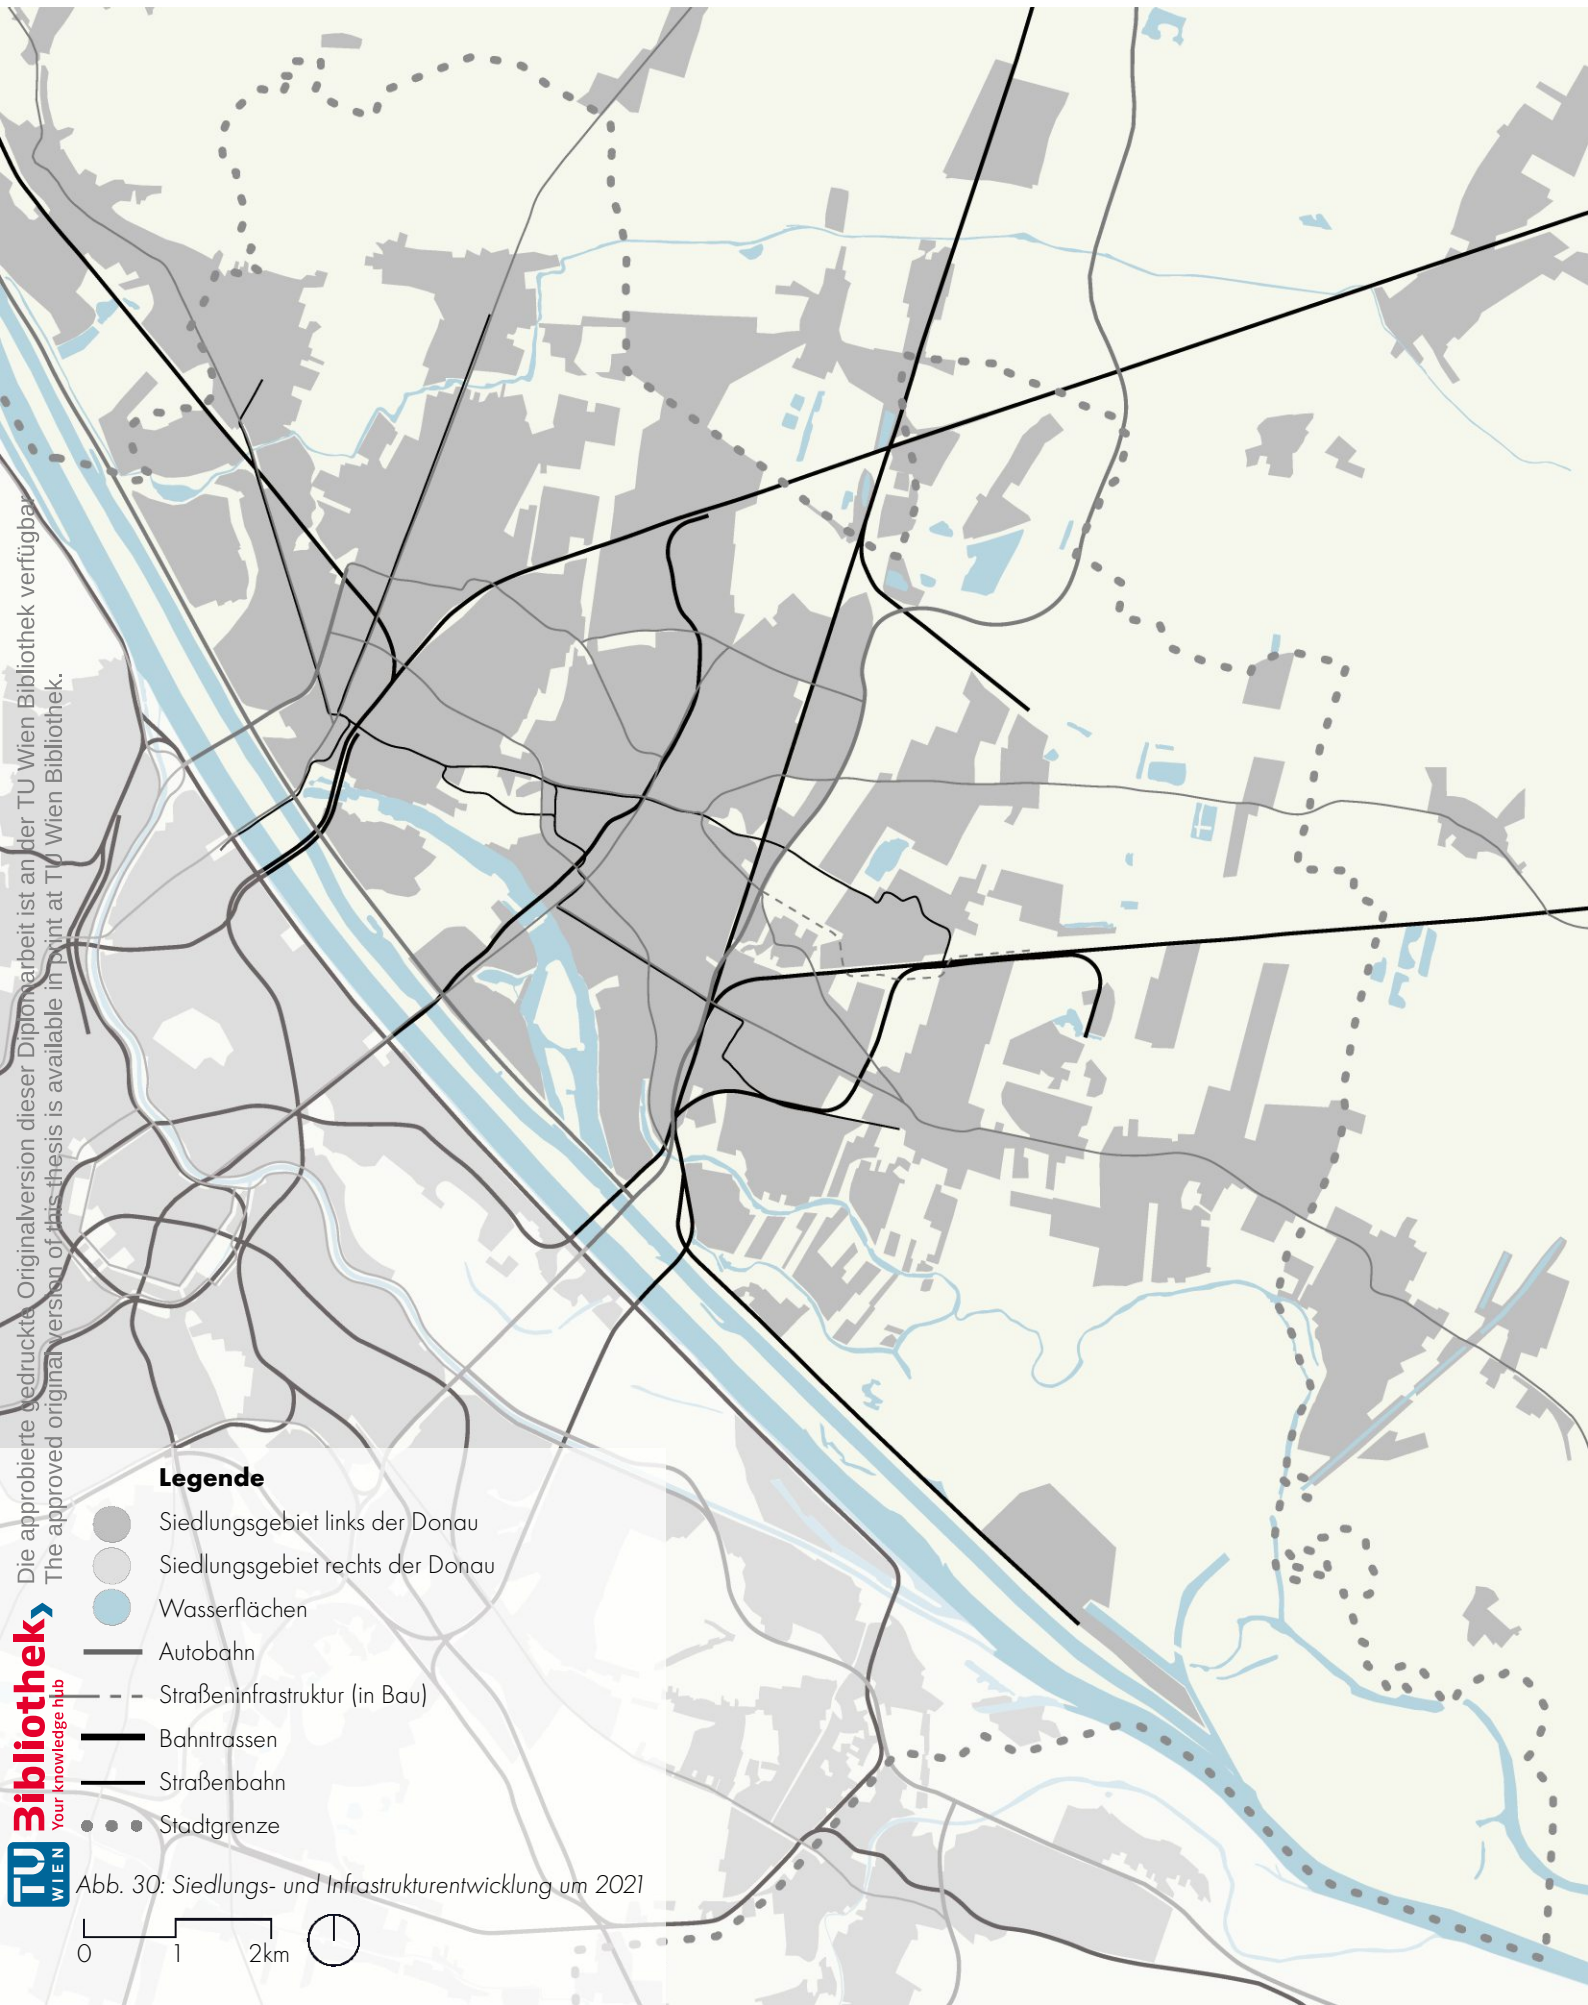 Die approbierte gedruckte Originalversion dieser Diplomarbeit ist an der TU Wien Bibliothek verfügbar
The approved original version of this thesis is available in print at TU Wien Bibliothek.
Legende
Siedlungsgebiet links der Donau
Siedlungsgebiet rechts der Donau
Wasserflächen
Autobahn
Straßeninfrastruktur (in Bau)
Bahntrassen
Straßenbahn
Stadtgrenze
Abb. 30: Siedlungs- und Infrastrukturentwicklung um 2021
0 1 2km
Bibliothek
Your knowledge hub
TU WIEN